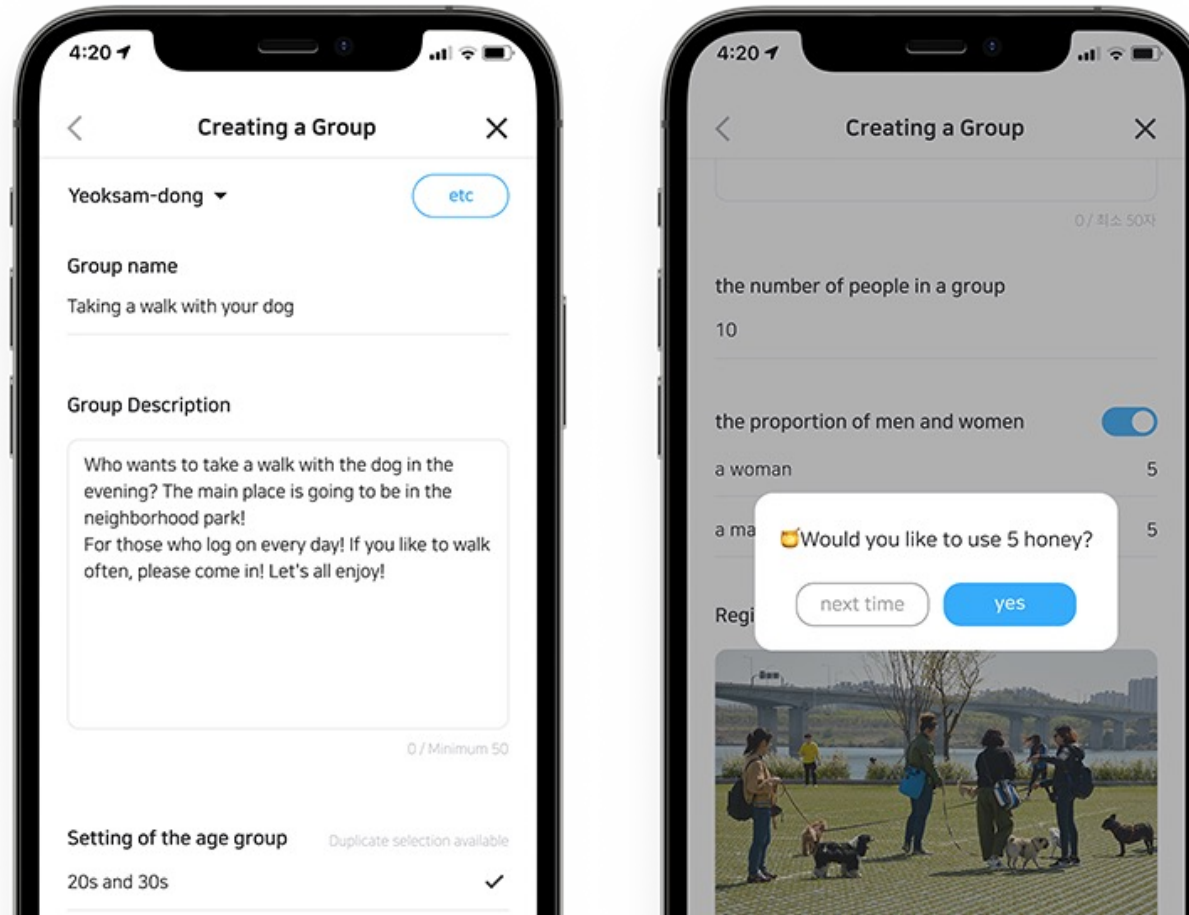 4:20
Creating a Group
Yeoksam-dong
etc
Group name
Taking a walk with your dog
Group Description
Who wants to take a walk with the dog in the
evening? The main place is going to be in the
neighborhood park!
For those who log on every day! If you like to walk
often, please come in! Let's all enjoy!
0 / Minimum 50
Setting of the age group
Duplicate selection available
20s and 30s
4:20
Creating a Group
0 / 최소 50자
the number of people in a group
10
the proportion of men and women
a woman 5
a ma 5
Would you like to use 5 honey?
next time
yes
Regi